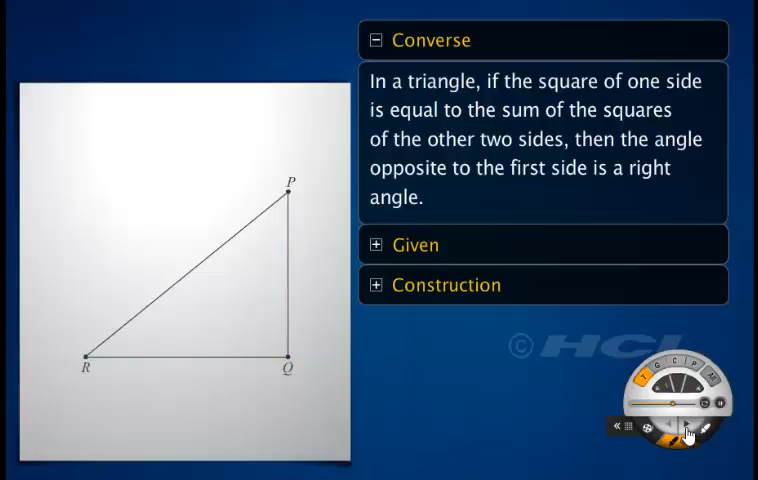 Converse
In a triangle, if the square of one side
is equal to the sum of the squares
of the other two sides, then the angle
opposite to the first side is a right
angle.
Given
Construction
P
R
Q
© HCL
T G C P AB